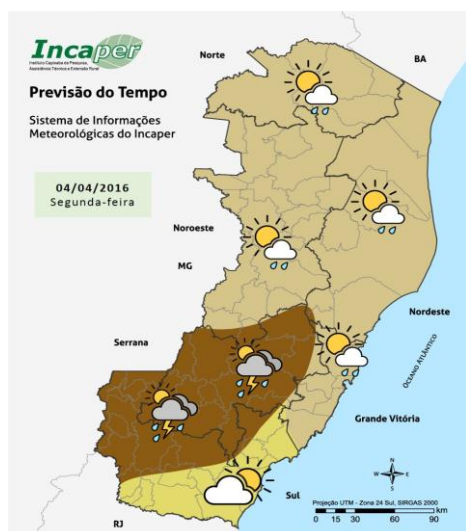 Incaper
Instituto Capixaba de Pesquisa,
Assistência Técnica e Extensão Rural
Previsão do Tempo
Sistema de Informações
Meteorológicas do Incaper
04/04/2016
Segunda-feira
Norte
BA
Noroeste
MG
Nordeste
Serrana
OCEANO ATLÂNTICO
Grande Vitória
Sul
RJ
N
W
E
S
Projeção UTM - Zona 24 Sul, SIRGAS 2000
km
0 15 30 60 90